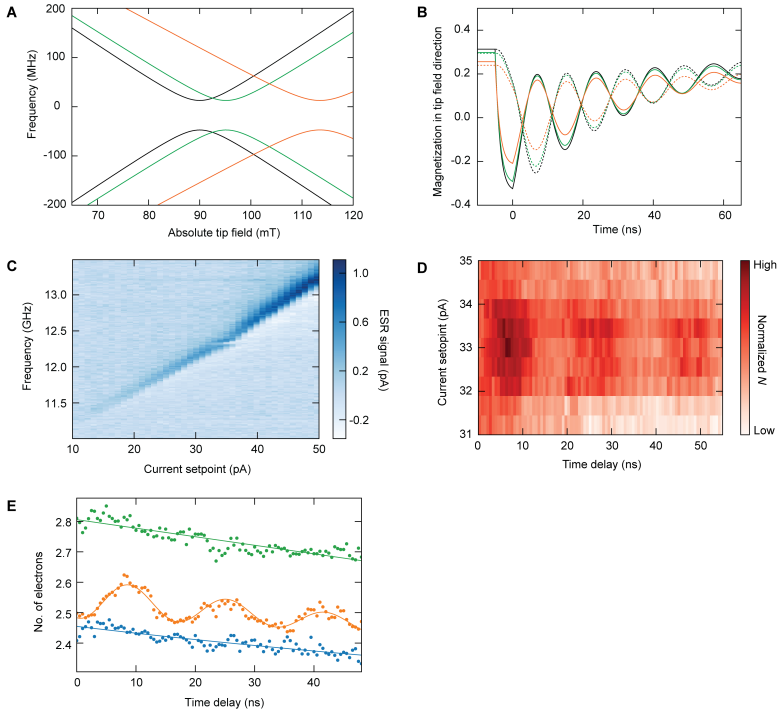 A
Frequency (MHz)
200
100
0
-100
-200
70
80
90
100
110
120
Absolute tip field (mT)
B
Magnetization in tip field direction
0.4
0.2
0.0
-0.2
-0.4
0
20
40
60
Time (ns)
C
Frequency (GHz)
13.0
12.5
12.0
11.5
10
20
30
40
50
Current setpoint (pA)
1.0
0.6
0.2
-0.2
ESR signal (pA)
D
Current setopint (pA)
35
34
33
32
31
0
10
20
30
40
50
Time delay (ns)
High
Low
Normalized N
E
No. of electrons
2.8
2.7
2.6
2.5
2.4
0
10
20
30
40
Time delay (ns)